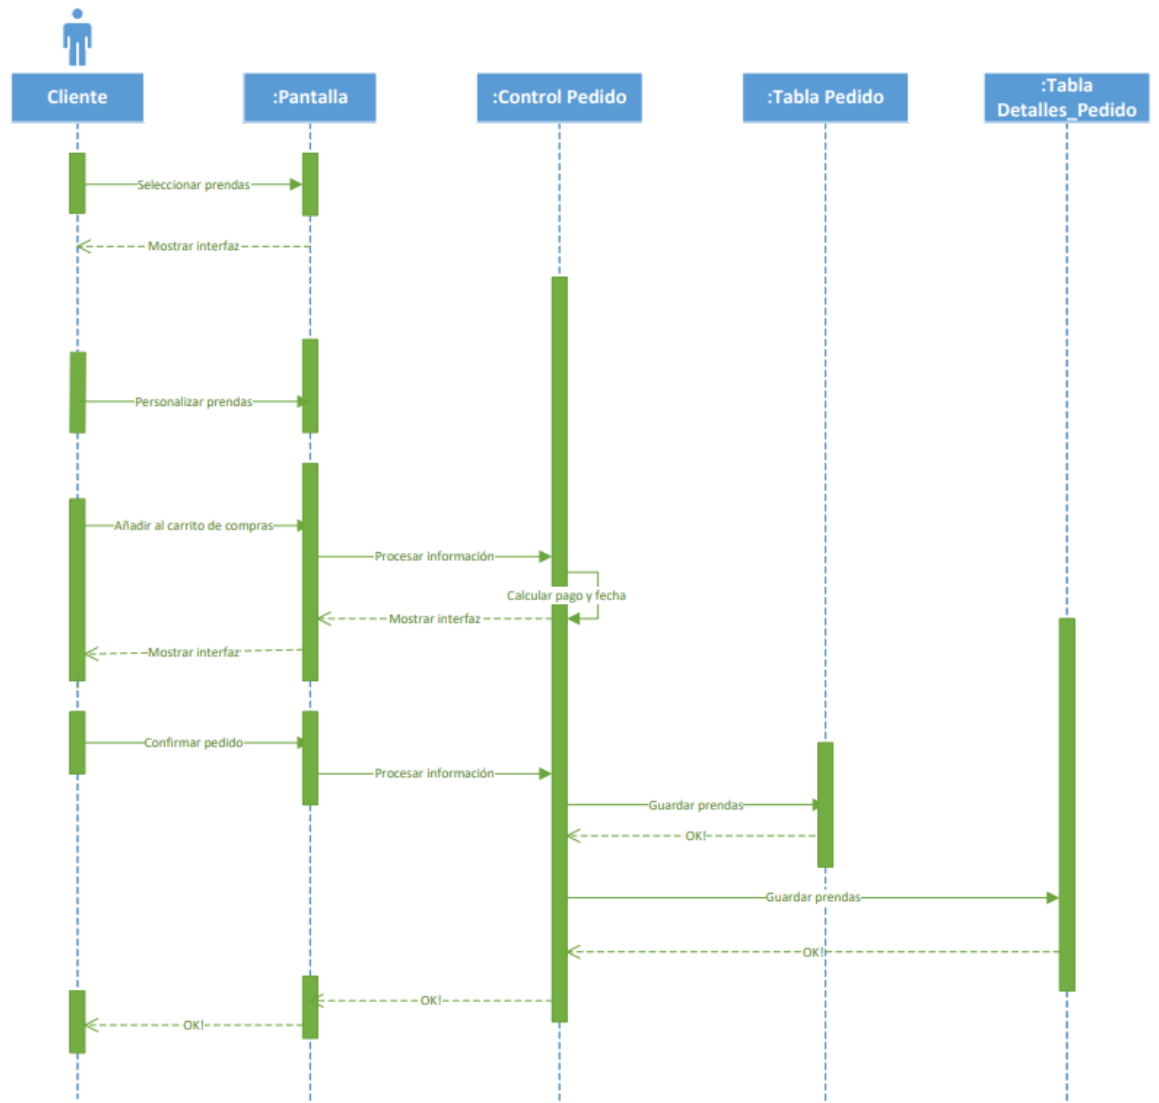 Cliente
:Pantalla
:Control Pedido
:Tabla Pedido
:Tabla
Detalles_Pedido
Seleccionar prendas
Mostrar interfaz
Personalizar prendas
Añadir al carrito de compras
Procesar información
Calcular pago y fecha
Mostrar interfaz
Mostrar interfaz
Confirmar pedido
Procesar información
Guardar prendas
OK!
Guardar prendas
OK!
OK!
OK!